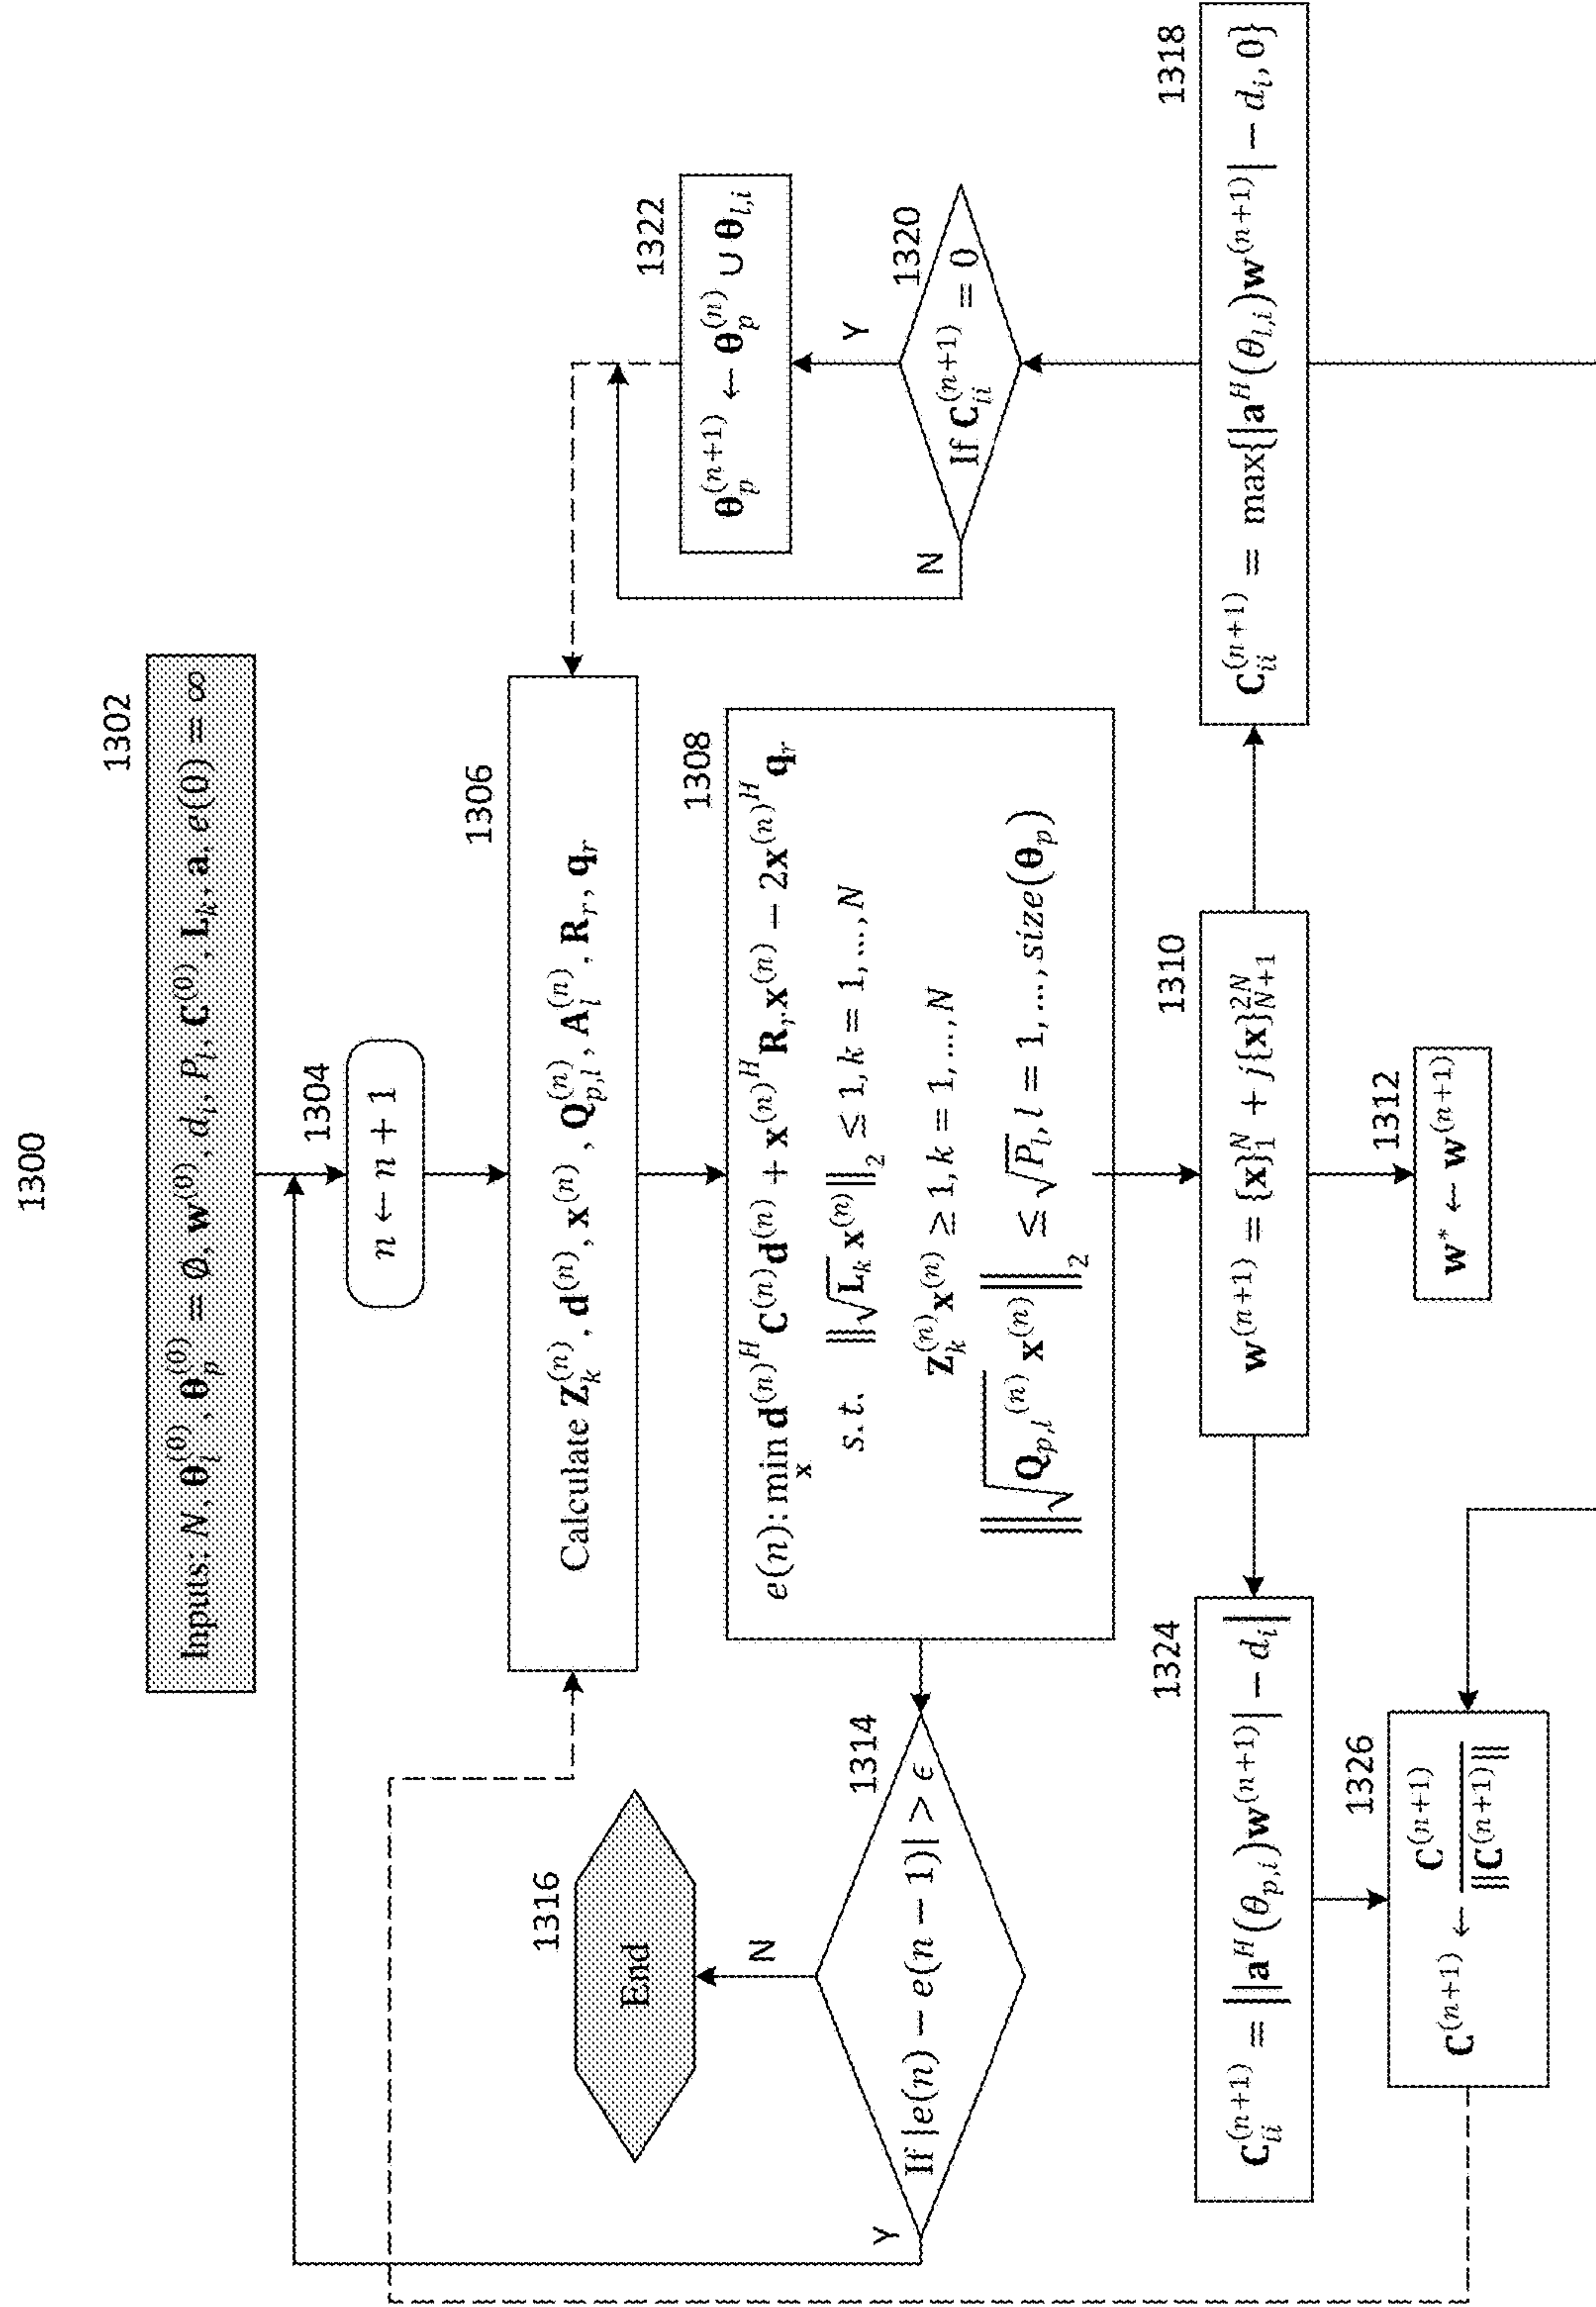 1300
1302
Inputs: N, θ_l^(0), θ_p^(0) = ∅, w^(0), d_i, P_l, C^(0), L_k, a, e(0) = ∞
1304
n ← n + 1
1306
Calculate Z_k^(n), d^(n), x^(n), Q_{p,l}^(n), A_l^(n), R_r, q_r
1308
e(n): min_x d^(n)^H C^(n) d^(n) + x^(n)^H R_r x^(n) − 2x^(n)^H q_r
s.t. ‖√L_k x^(n)‖_2 ≤ 1, k = 1, …, N
Z_k^(n) x^(n) ≥ 1, k = 1, …, N
‖√Q_{p,l}^(n) x^(n)‖_2 ≤ √P_l, l = 1, …, size(θ_p)
1314
If |e(n) − e(n − 1)| > ϵ
Y
N
1316
End
1310
w^(n+1) = {x}_1^N + j{x}_{N+1}^{2N}
1312
w* ← w^(n+1)
1318
C_ii^(n+1) = max{|a^H(θ_{l,i})w^(n+1)| − d_i, 0}
1320
If C_ii^(n+1) = 0
Y
N
1322
θ_p^(n+1) ← θ_p^(n) ∪ θ_{l,i}
1324
C_ii^(n+1) = ||a^H(θ_{p,i})w^(n+1)| − d_i|
1326
C^(n+1) ← C^(n+1) / ‖C^(n+1)‖